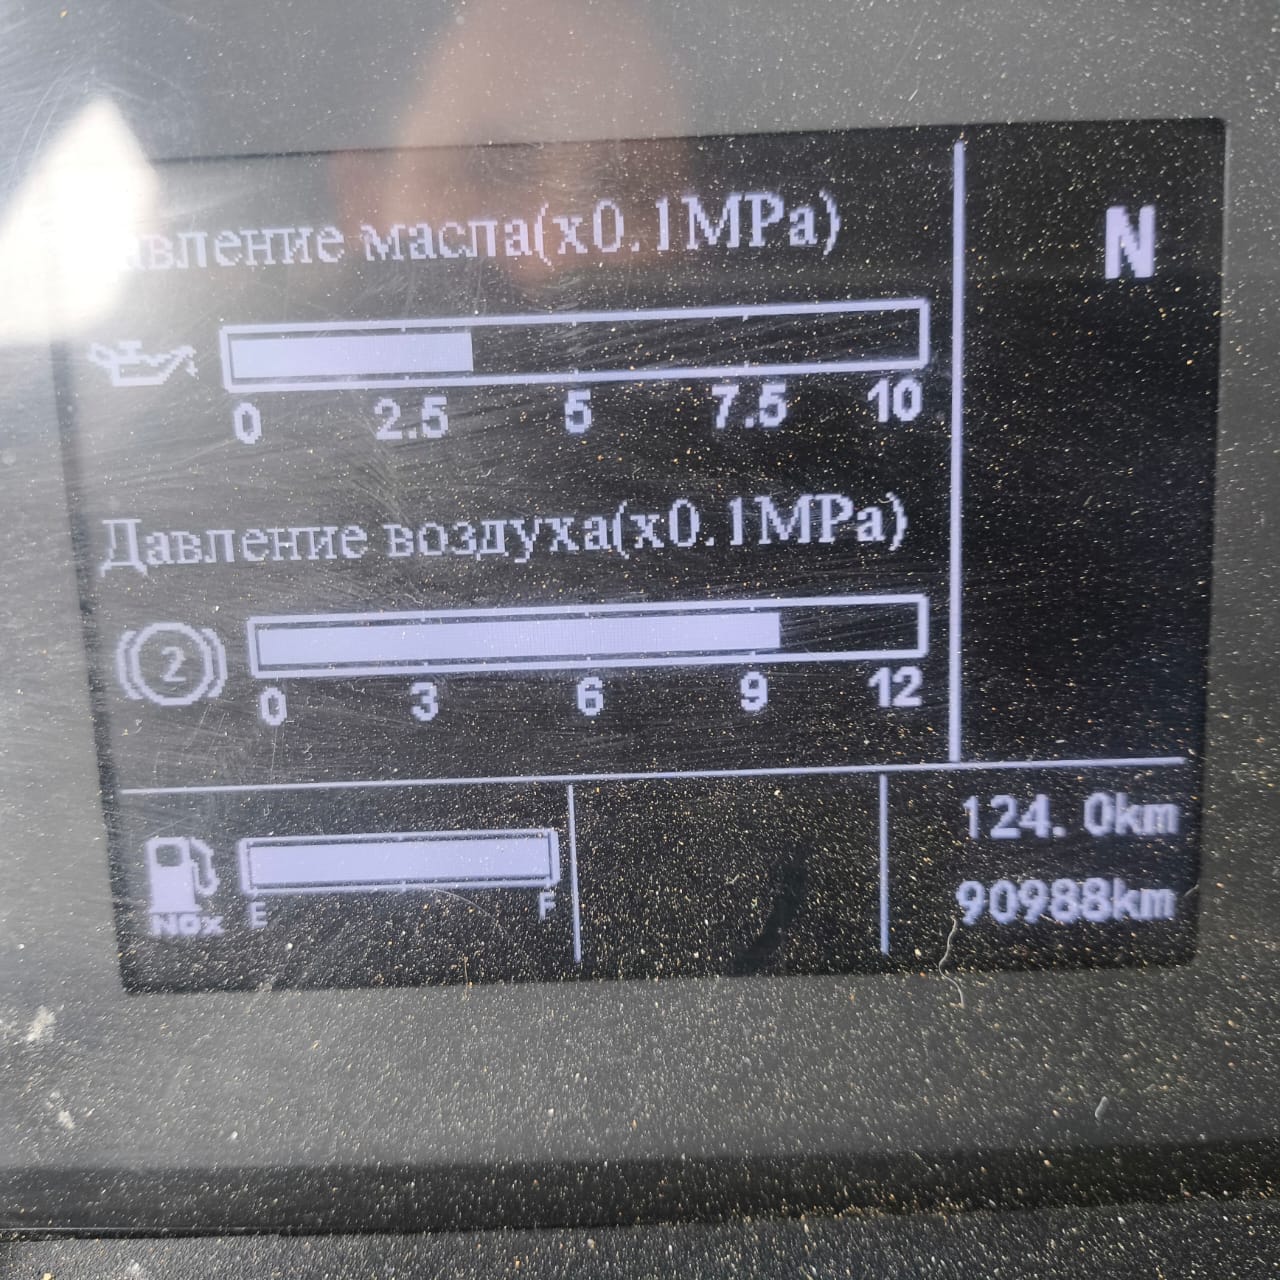 масла(x0.1MPa)
N
0 2.5 5 7.5 10
Давление воздуха(x0.1MPa)
2
0 3 6 9 12
124.0km
NOx
E F
90988km